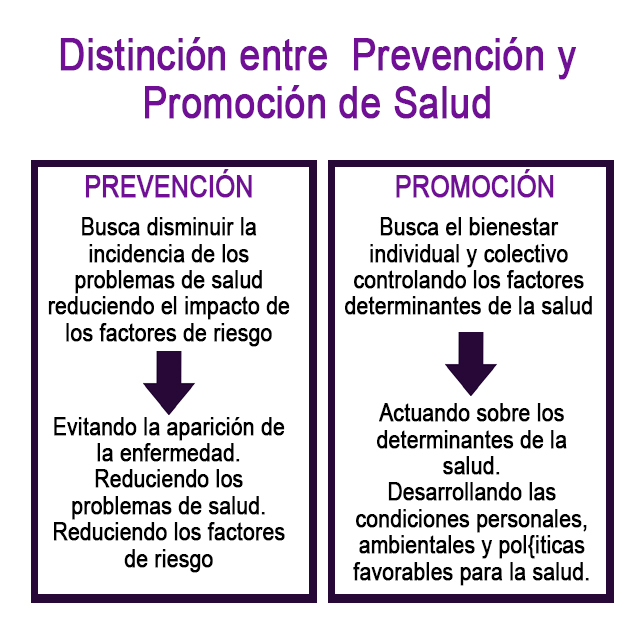 Distinción entre  Prevención y
Promoción de Salud
PREVENCIÓN
Busca disminuir la
incidencia de los
problemas de salud
reduciendo el impacto de
los factores de riesgo
Evitando la aparición de
la enfermedad.
Reduciendo los
problemas de salud.
Reduciendo los factores
de riesgo
PROMOCIÓN
Busca el bienestar
individual y colectivo
controlando los factores
determinantes de la salud
Actuando sobre los
determinantes de la
salud.
Desarrollando las
condiciones personales,
ambientales y pol{iticas
favorables para la salud.